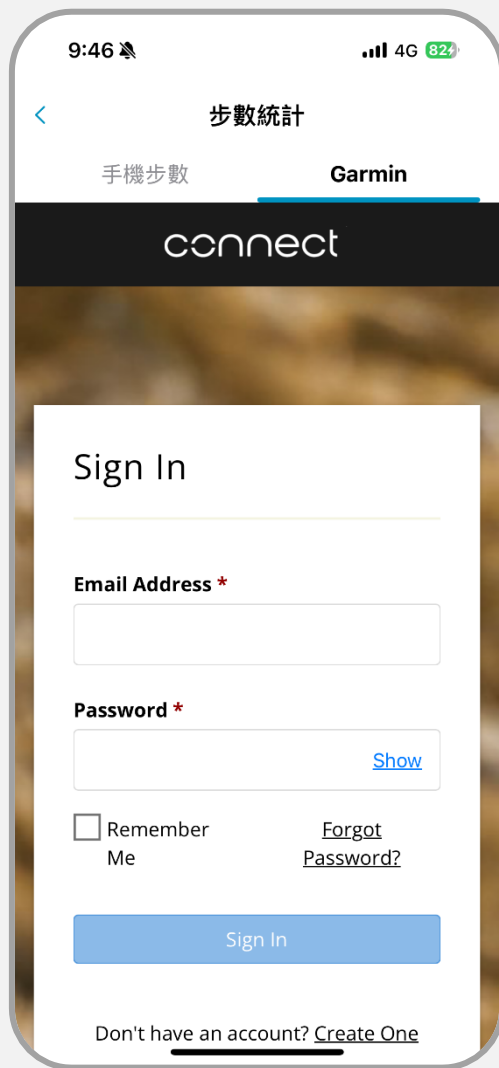 9:46
4G 82
步數統計
手機步數 Garmin
connect
Sign In
Email Address *
Password *
Show
Remember Me
Forgot Password?
Sign In
Don't have an account? Create One